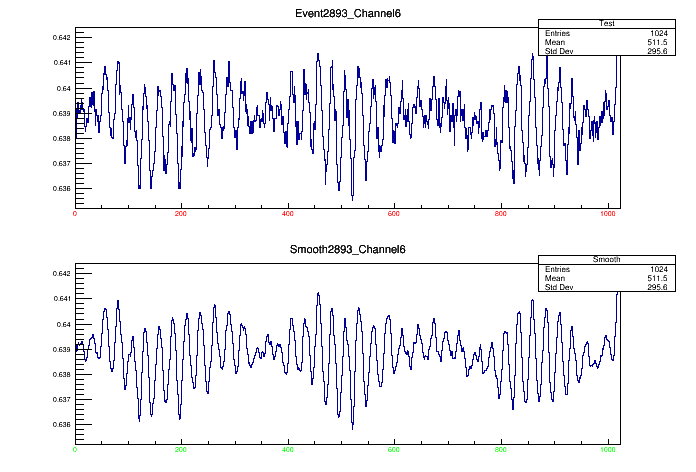 Event2893_Channel6
Test
Entries 1024
Mean 511.5
Std Dev 295.6
0.642
0.641
0.64
0.639
0.638
0.637
0.636
0 200 400 600 800 1000
Smooth2893_Channel6
Smooth
Entries 1024
Mean 511.5
Std Dev 295.6
0.642
0.641
0.64
0.639
0.638
0.637
0.636
0 200 400 600 800 1000